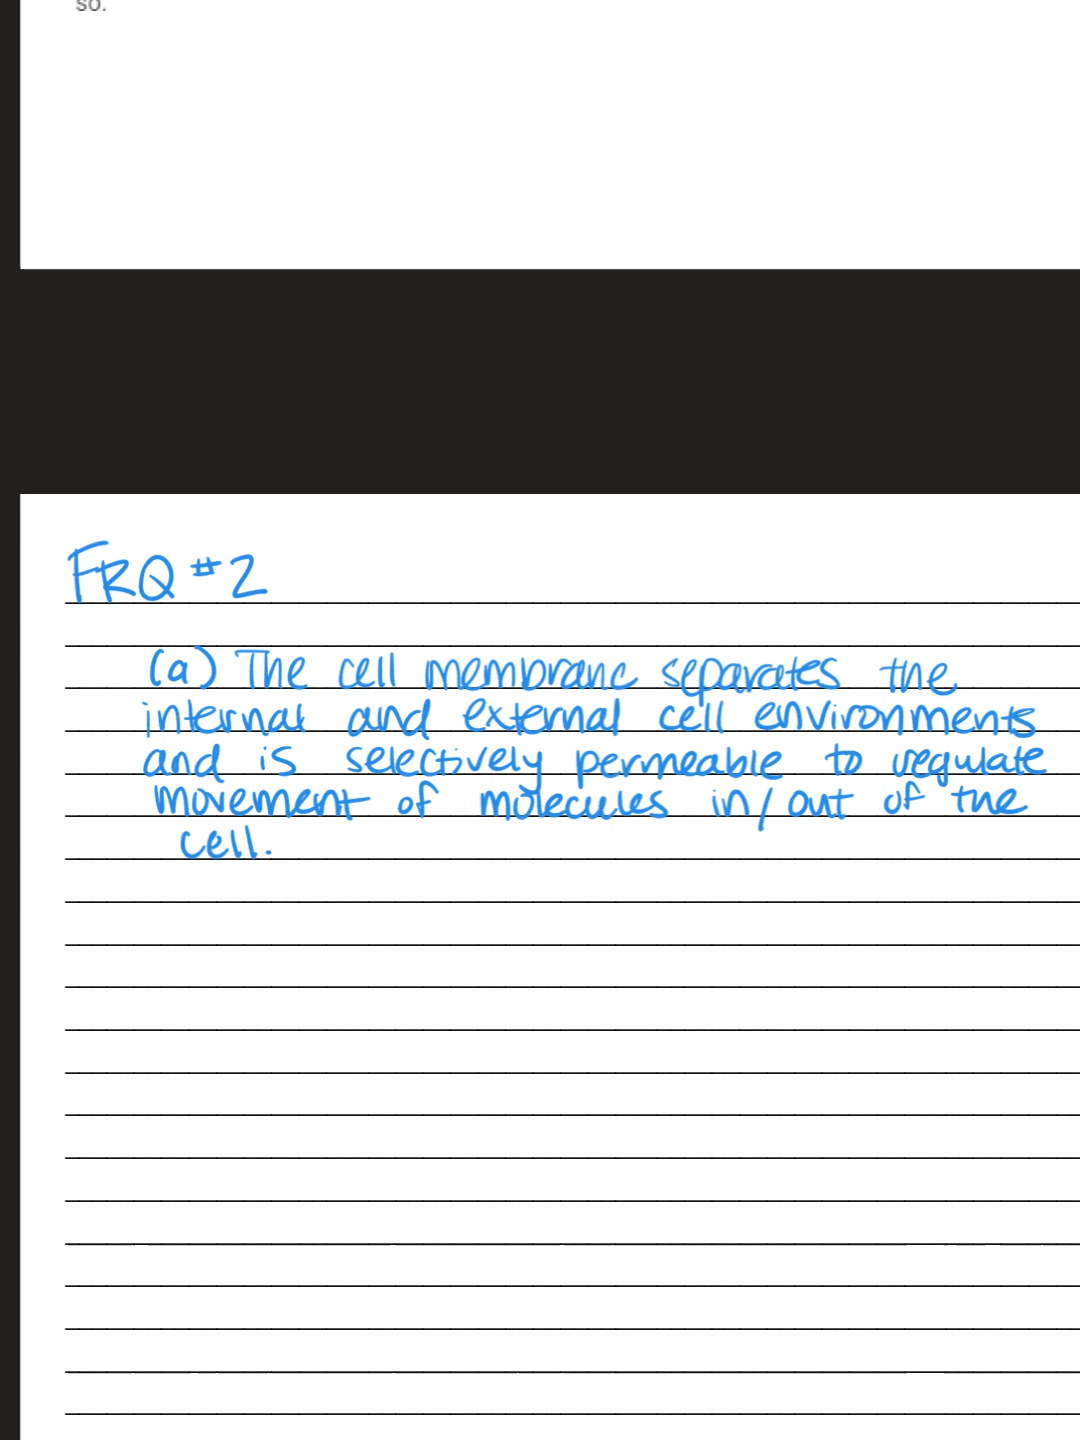 so.
FRQ #2
(a) The cell membrane separates the
internal and external cell environments
and is selectively permeable to regulate
movement of molecules in/out of the
cell.